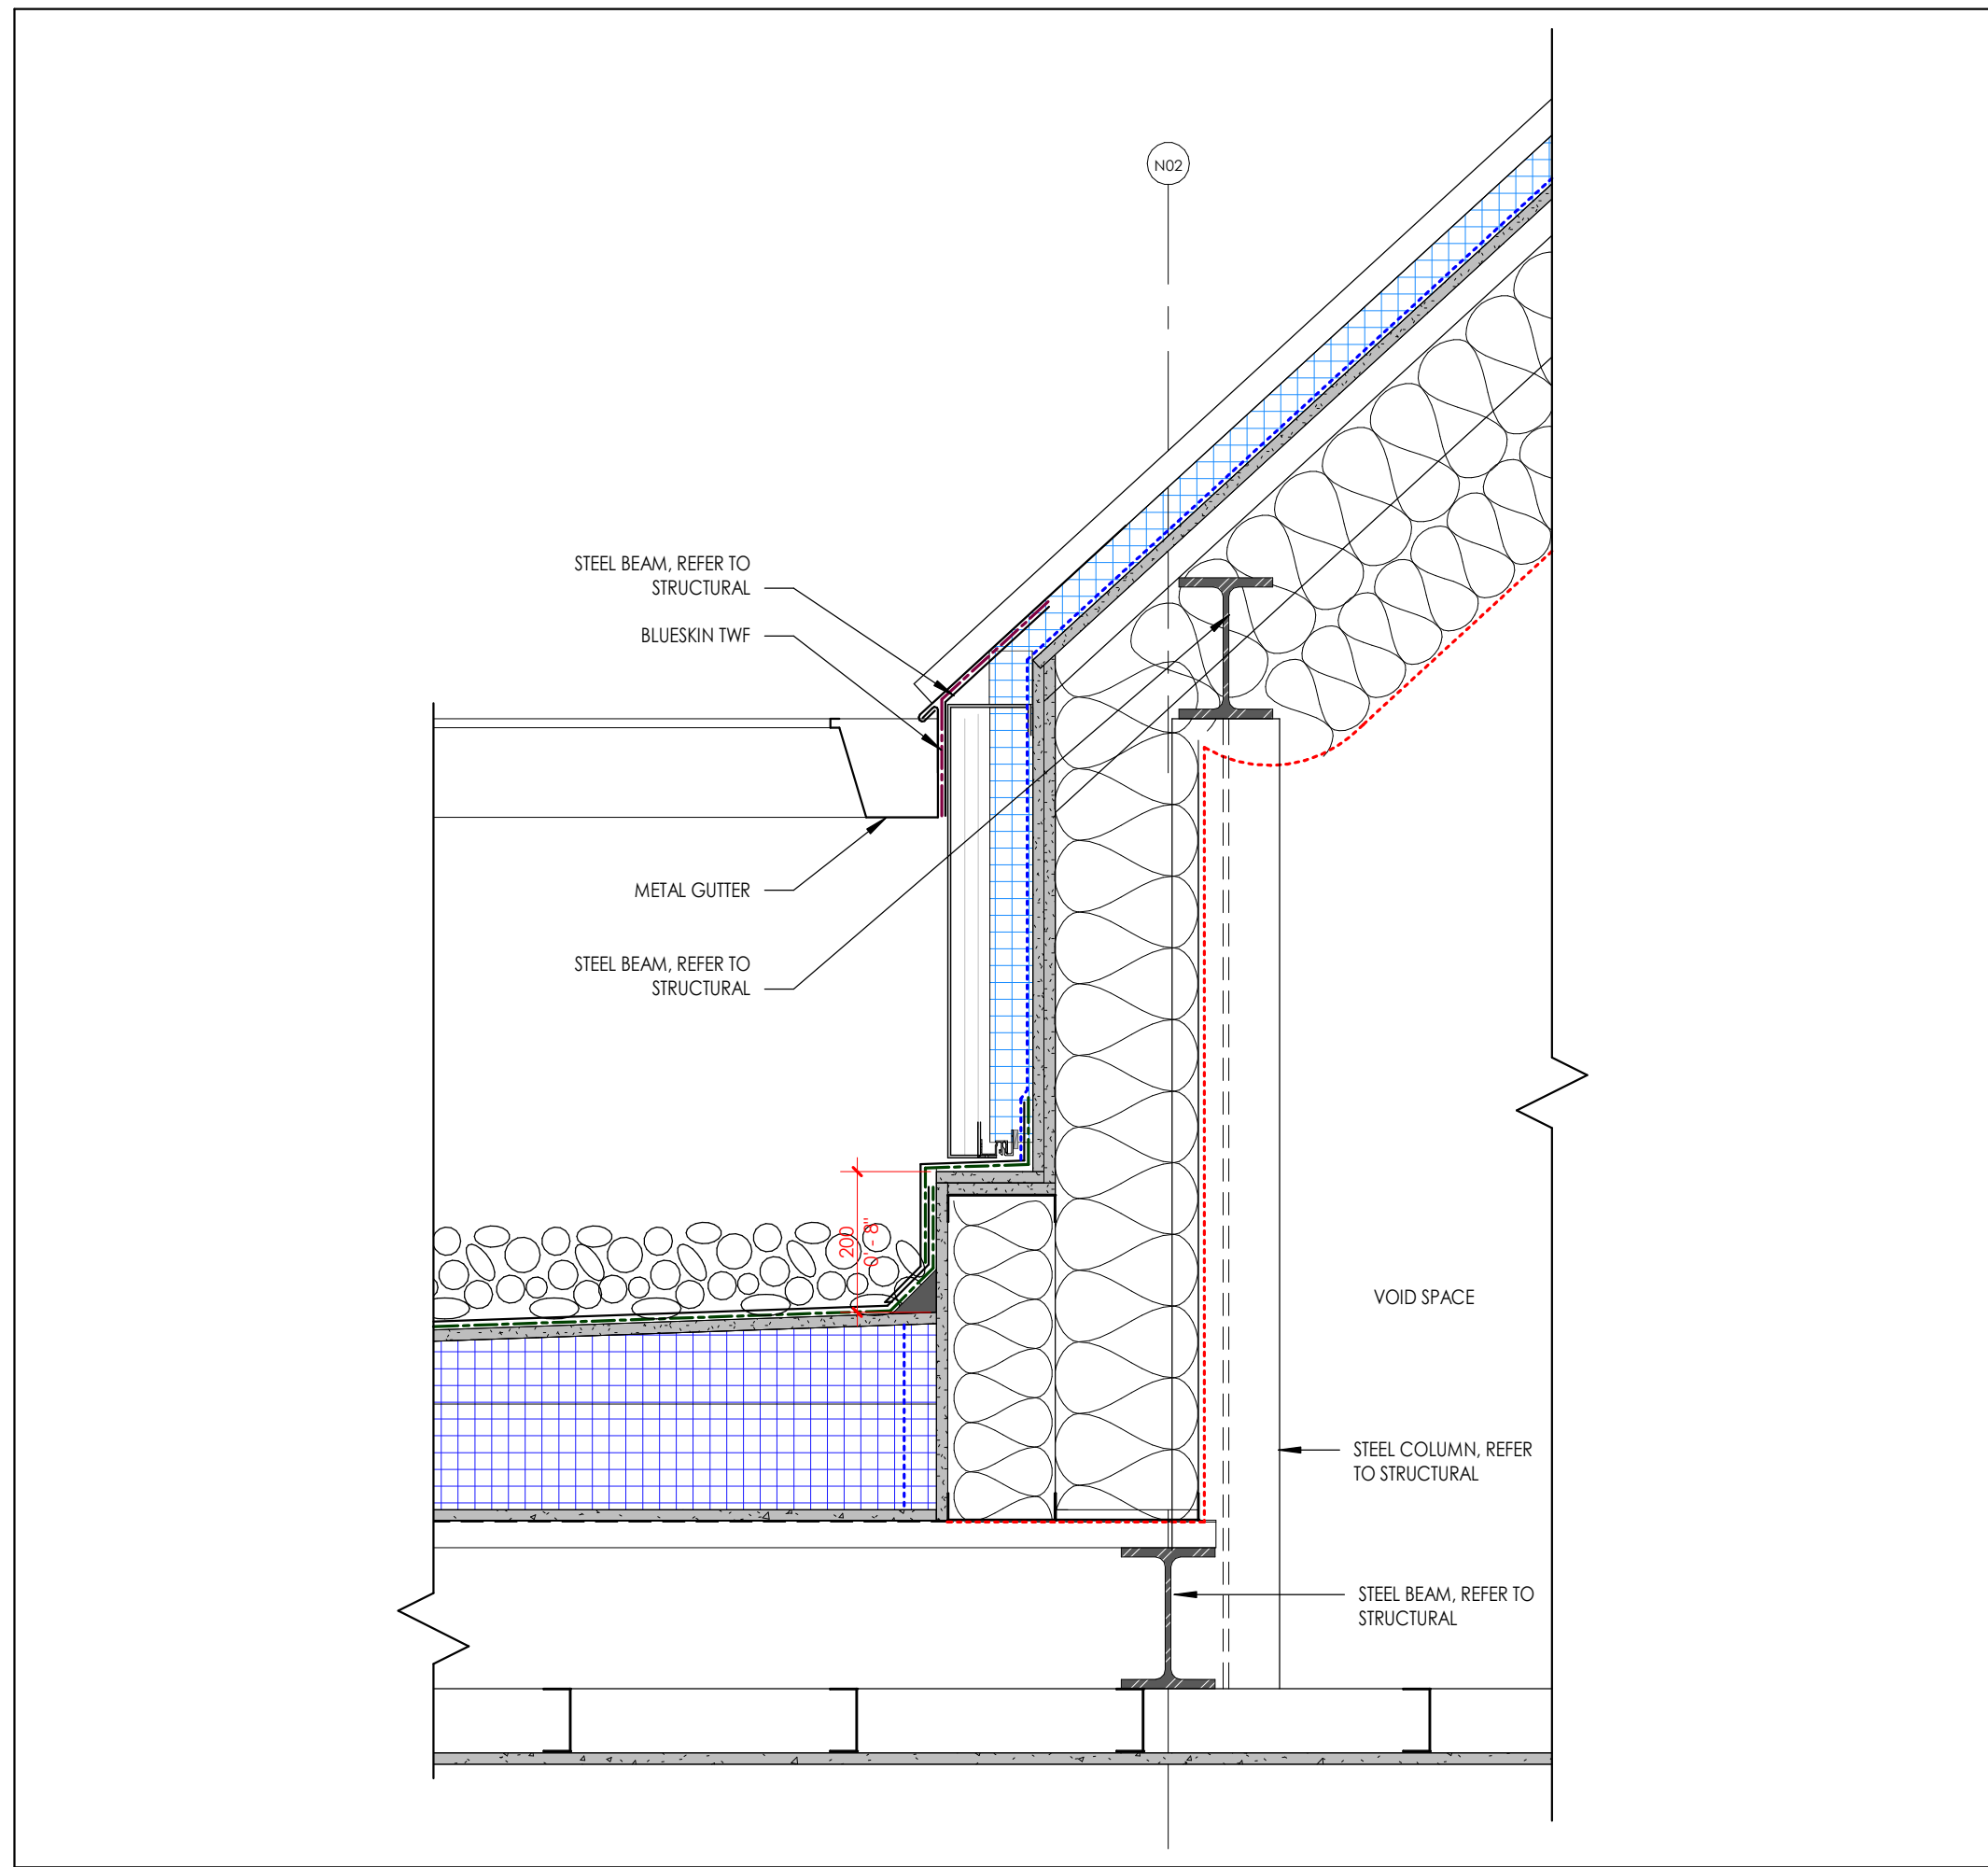 N02
STEEL BEAM, REFER TO
STRUCTURAL
BLUESKIN TWF
METAL GUTTER
STEEL BEAM, REFER TO
STRUCTURAL
200
0' - 8"
VOID SPACE
STEEL COLUMN, REFER
TO STRUCTURAL
STEEL BEAM, REFER TO
STRUCTURAL